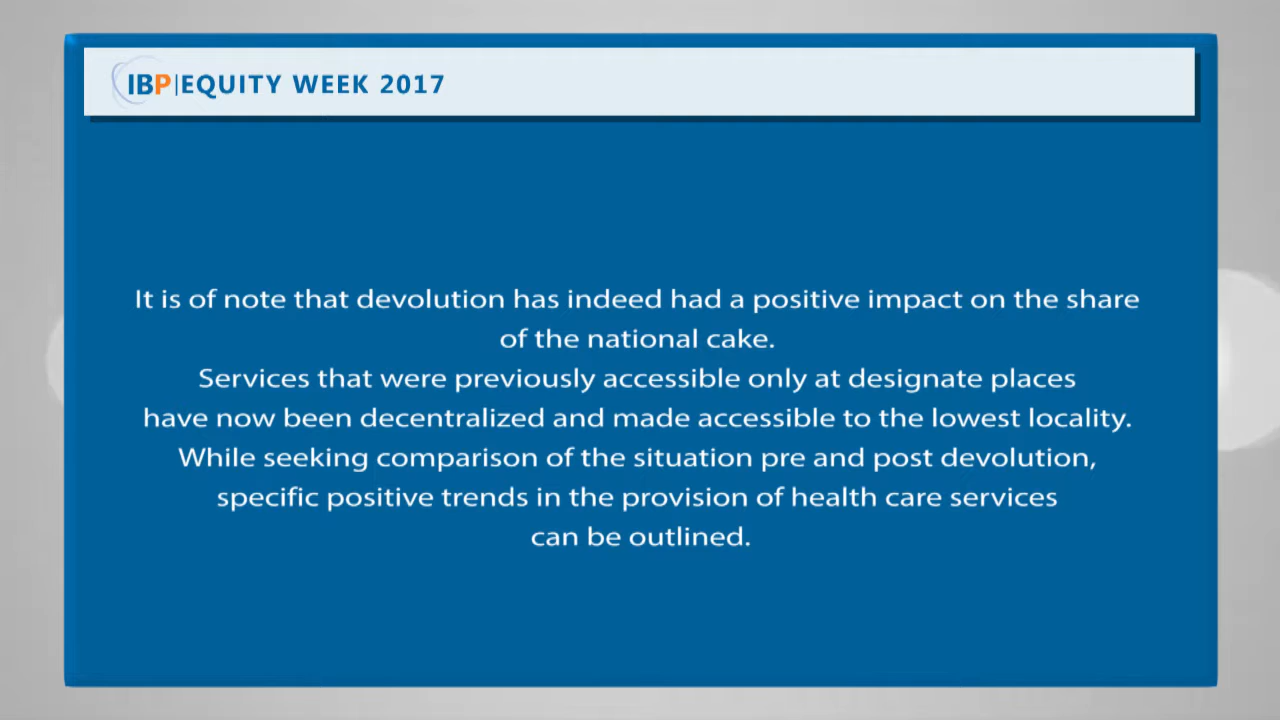 IBP|EQUITY WEEK 2017
It is of note that devolution has indeed had a positive impact on the share
of the national cake.
Services that were previously accessible only at designate places
have now been decentralized and made accessible to the lowest locality.
While seeking comparison of the situation pre and post devolution,
specific positive trends in the provision of health care services
can be outlined.